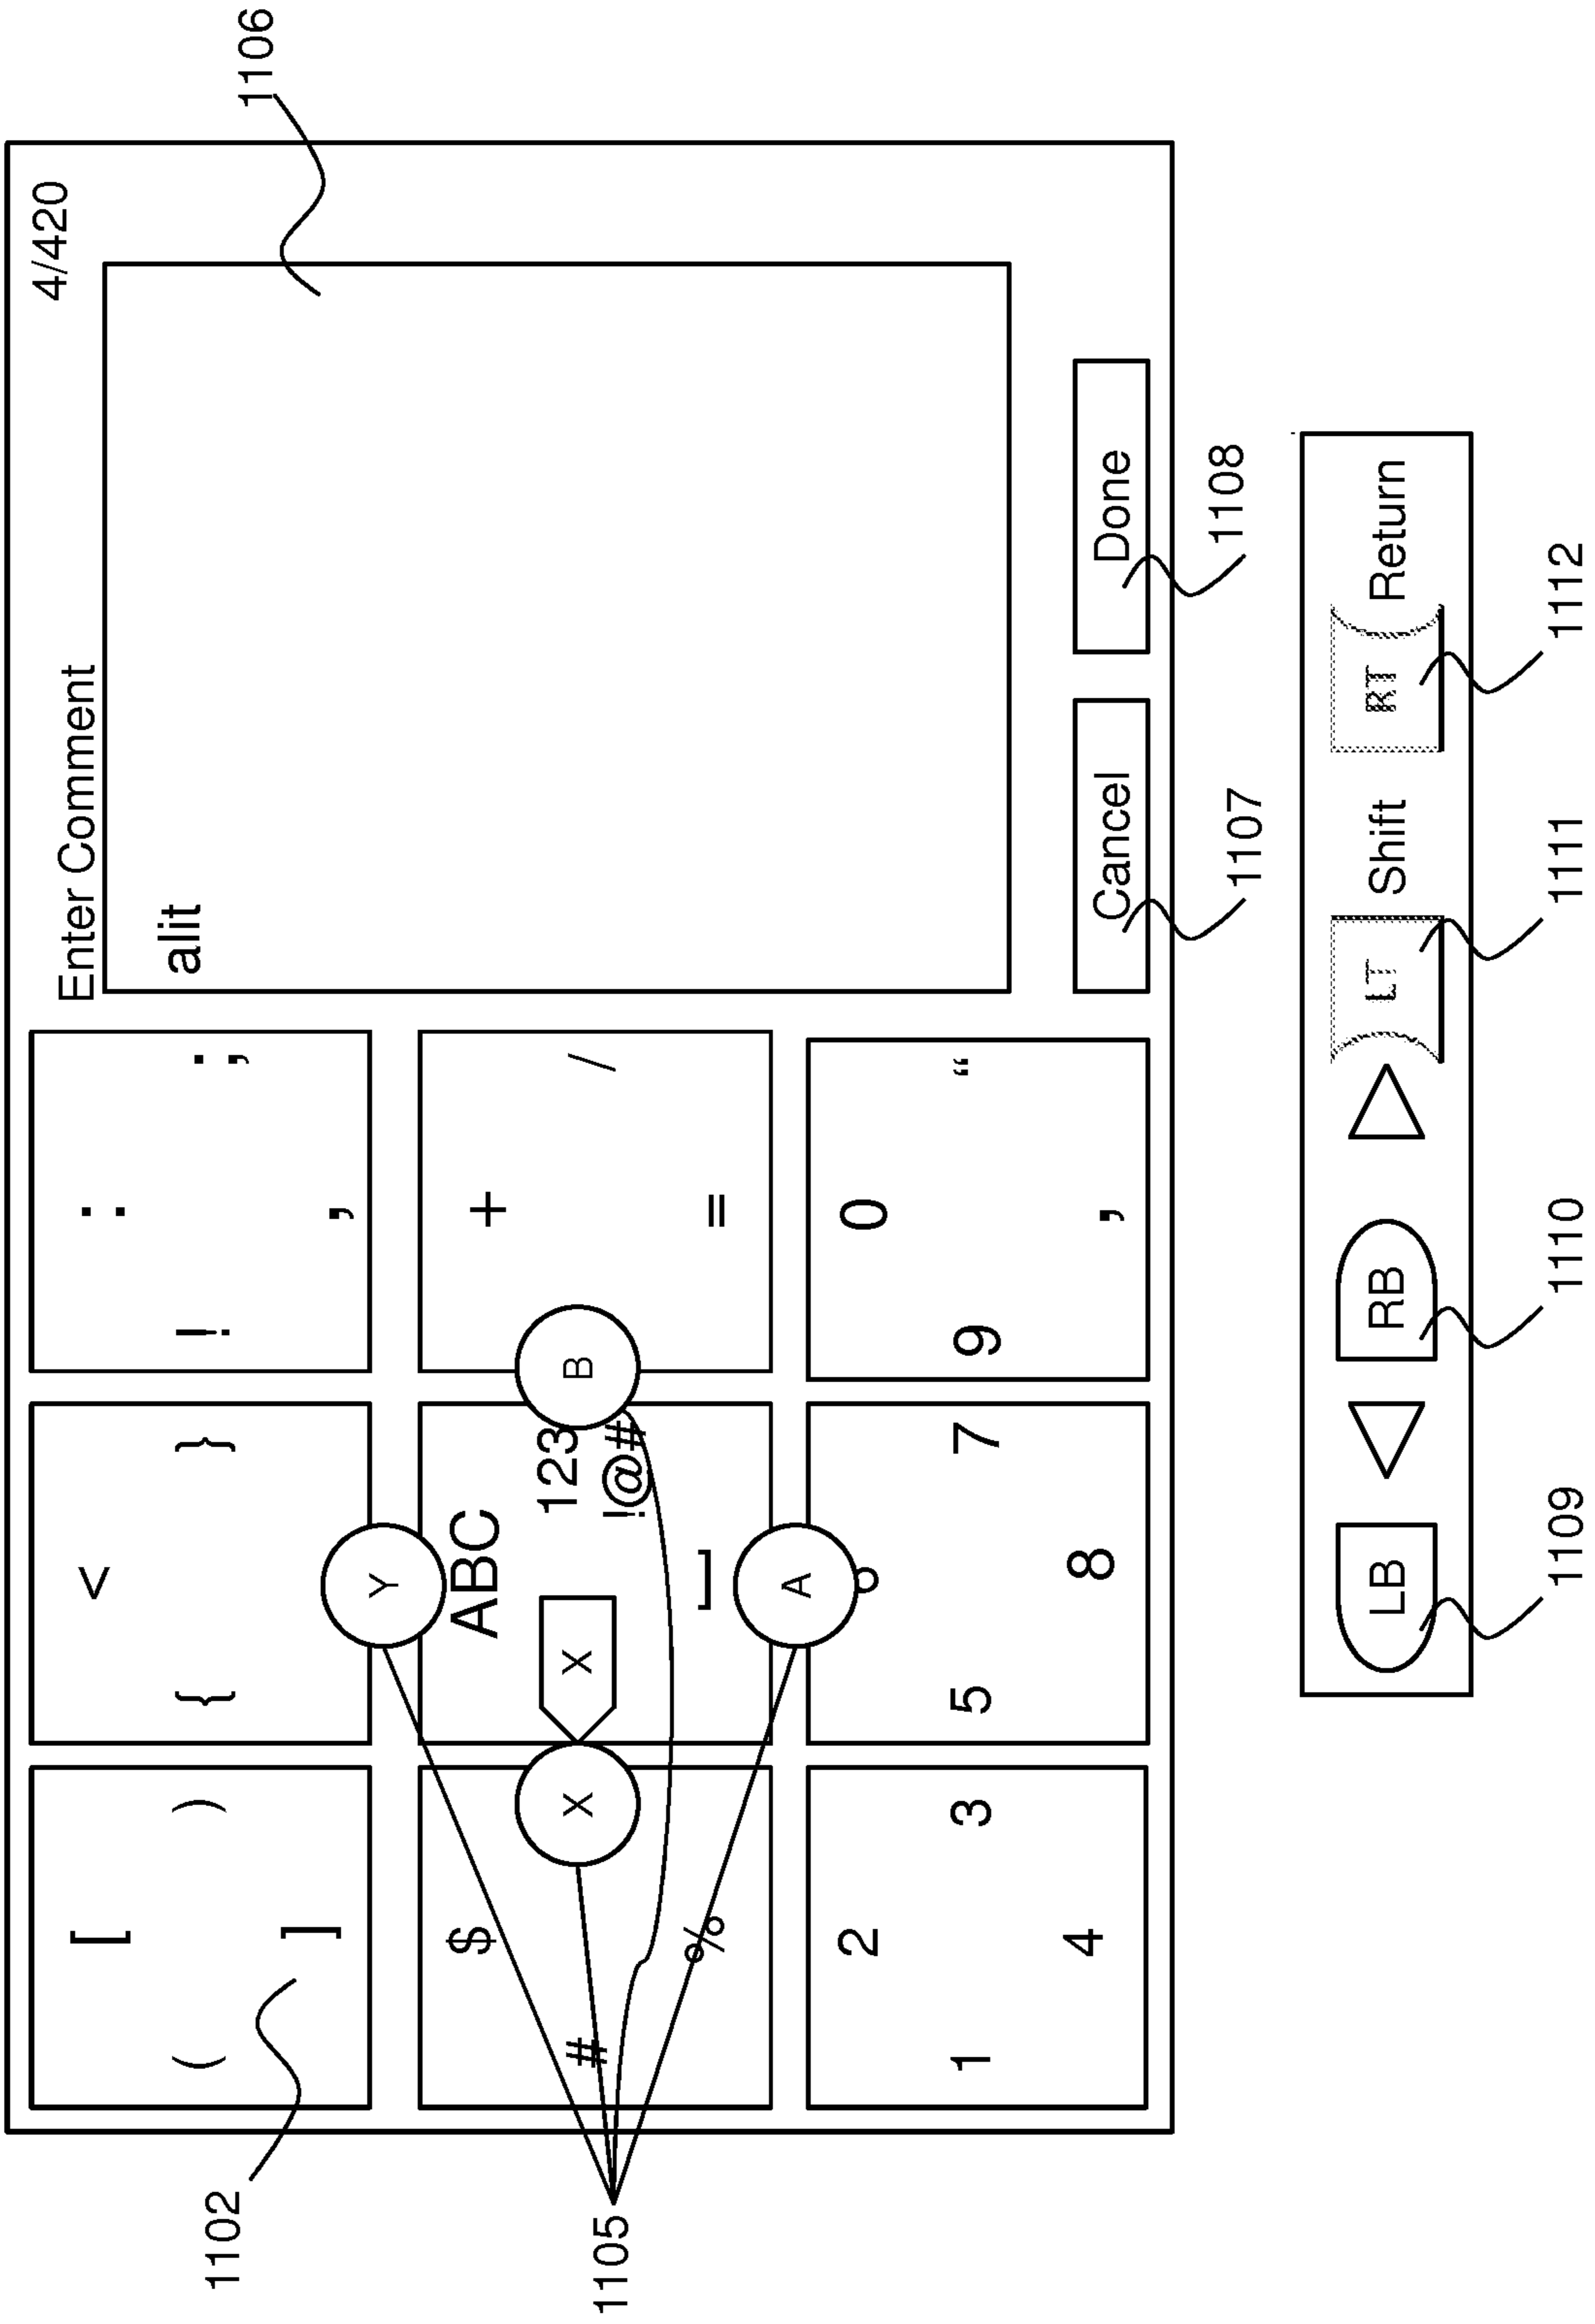 1106
4/420
Enter Comment
[ < :
( ) { } ! ;
] ,
alit
1102
Y
$ ABC +
# X X 123 B /
!@#
% ] =
1105
A
2 0
1 3 5 7 9 “
4 8 ,
Cancel Done
1107 1108
LB RB LT Shift RT Return
1109 1110 1111 1112